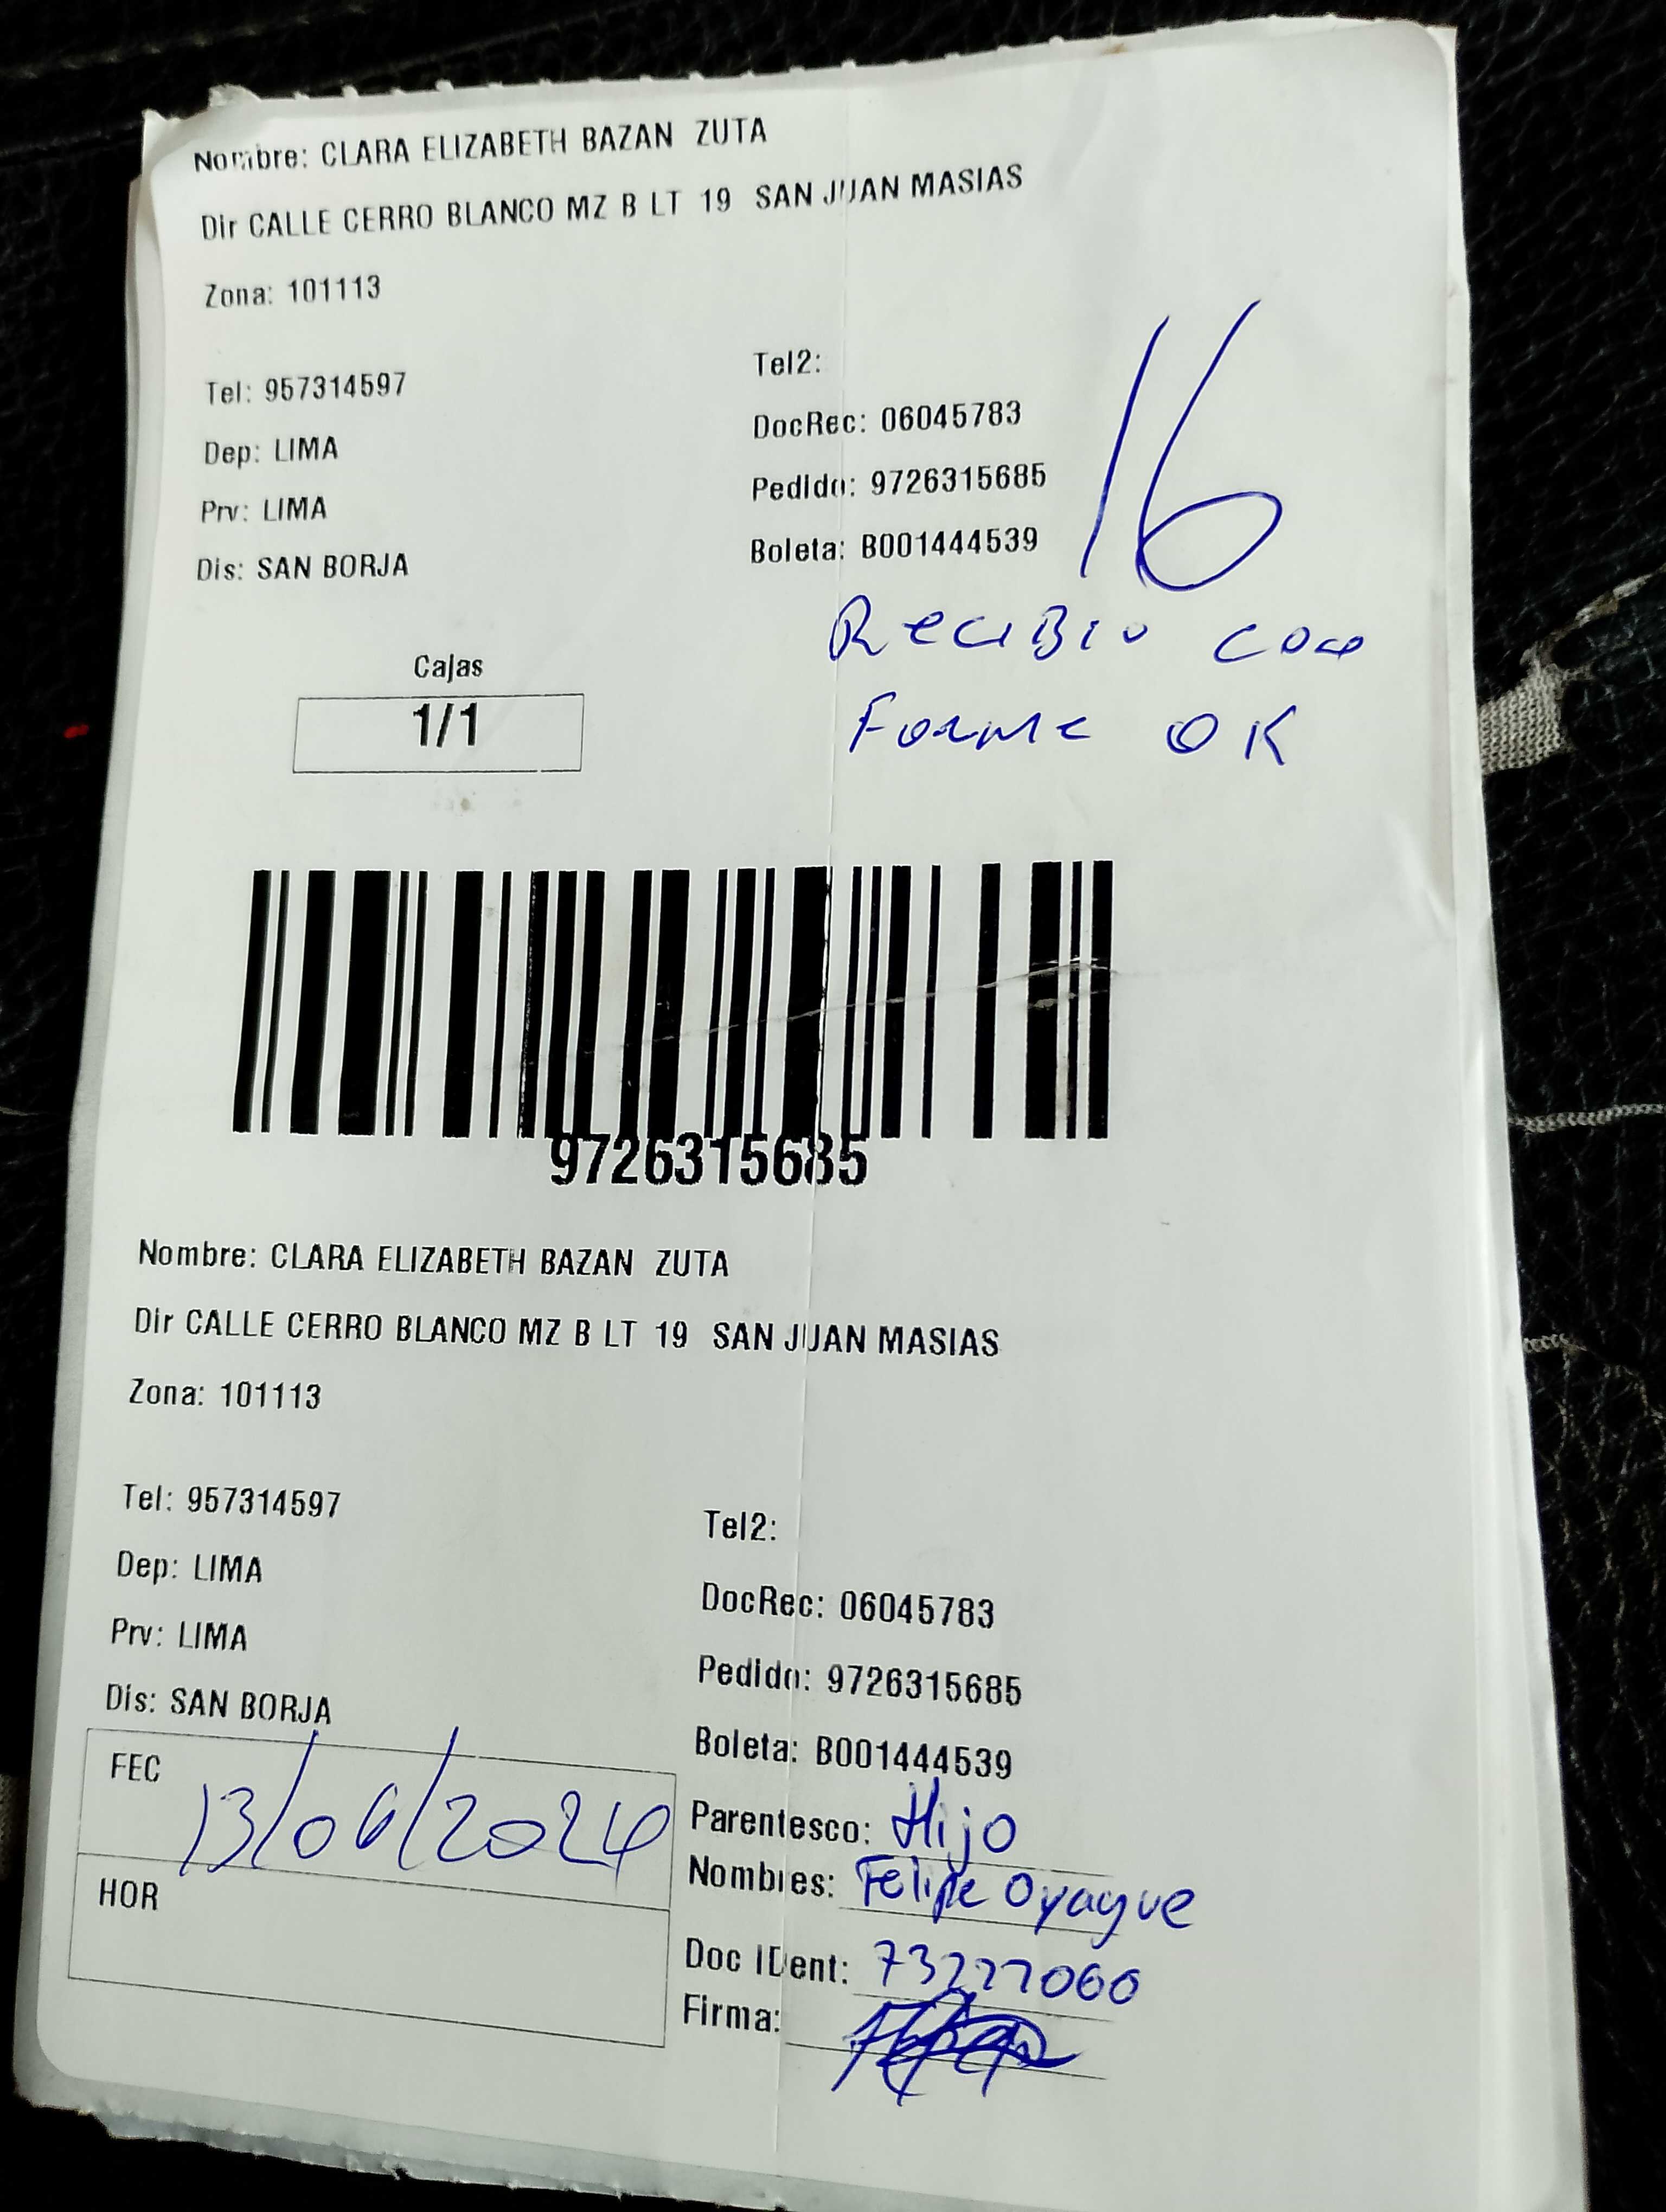 Nombre: CLARA ELIZABETH BAZAN ZUTA
Dir CALLE CERRO BLANCO MZ B LT 19 SAN JUAN MASIAS
Zona: 101113
Tel: 957314597
Tel2:
Dep: LIMA
DocRec: 06045783
Prv: LIMA
Pedido: 9726315685
Dis: SAN BORJA
Boleta: B001444539
16
Recibio con
Forme OK
Cajas
1/1
9726315685
Nombre: CLARA ELIZABETH BAZAN ZUTA
Dir CALLE CERRO BLANCO MZ B LT 19 SAN JUAN MASIAS
Zona: 101113
Tel: 957314597
Tel2:
Dep: LIMA
DocRec: 06045783
Prv: LIMA
Pedido: 9726315685
Dis: SAN BORJA
Boleta: B001444539
FEC 13/06/2024
Parentesco: Hijo
HOR
Nombres: Felipe Oyague
Doc IDent: 73227060
Firma: